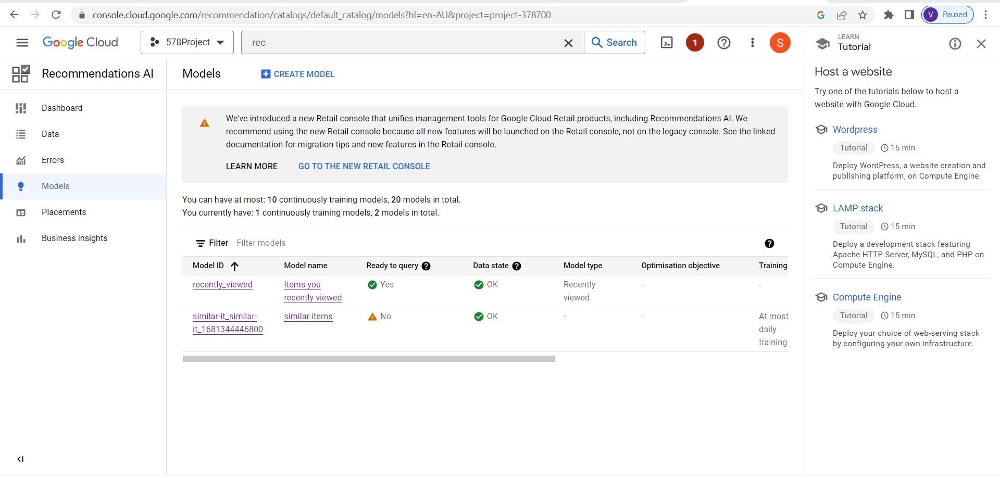 console.cloud.google.com/recommendation/catalogs/default_catalog/models?hl=en-AU&project=project-378700
V Paused
Google Cloud
578Project
rec
Search
1
S
LEARN
Tutorial
Recommendations AI
Models
CREATE MODEL
Dashboard
Data
Errors
Models
Placements
Business insights
We've introduced a new Retail console that unifies management tools for Google Cloud Retail products, including Recommendations AI. We
recommend using the new Retail console because all new features will be launched on the Retail console, not on the legacy console. See the linked
documentation for migration tips and new features in the Retail console.
LEARN MORE GO TO THE NEW RETAIL CONSOLE
You can have at most: 10 continuously training models, 20 models in total.
You currently have: 1 continuously training models, 2 models in total.
Filter Filter models
Model ID Model name Ready to query Data state Model type Optimisation objective Training
recently_viewed Items you Yes OK Recently - -
recently viewed viewed
similar-it_similar- similar items No OK - - At most
it_1681344446800 daily
training
Host a website
Try one of the tutorials below to host a
website with Google Cloud.
Wordpress
Tutorial 15 min
Deploy WordPress, a website creation and
publishing platform, on Compute Engine.
LAMP stack
Tutorial 15 min
Deploy a development stack featuring
Apache HTTP Server, MySQL, and PHP on
Compute Engine.
Compute Engine
Tutorial 15 min
Deploy your choice of web-serving stack
by configuring your own infrastructure.